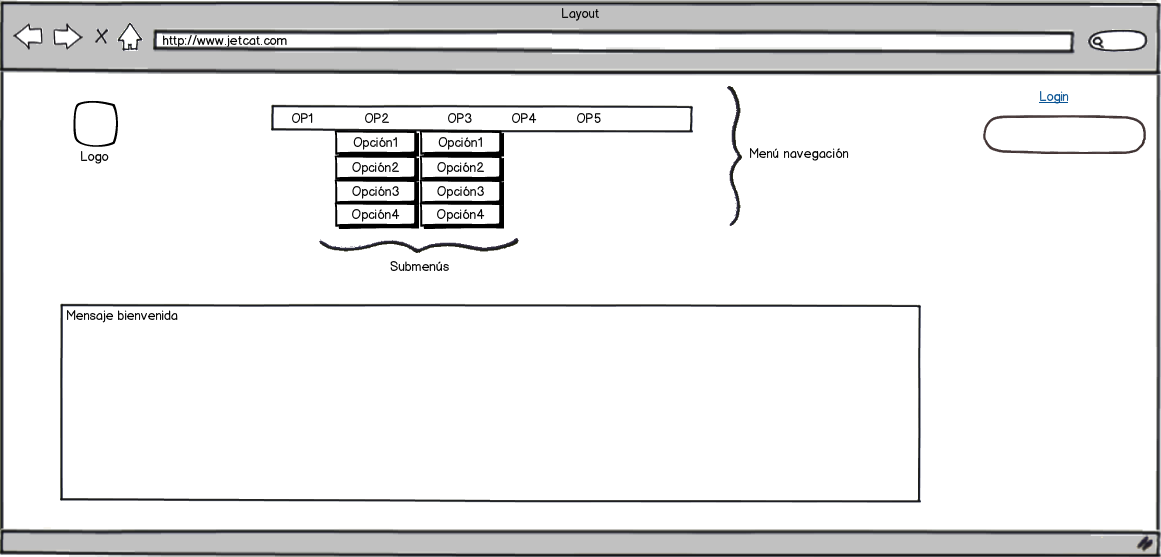 Layout
http://www.jetcat.com
Login
Logo
OP1 OP2 OP3 OP4 OP5
Opción1 Opción1
Opción2 Opción2
Opción3 Opción3
Opción4 Opción4
Menú navegación
Submenús
Mensaje bienvenida